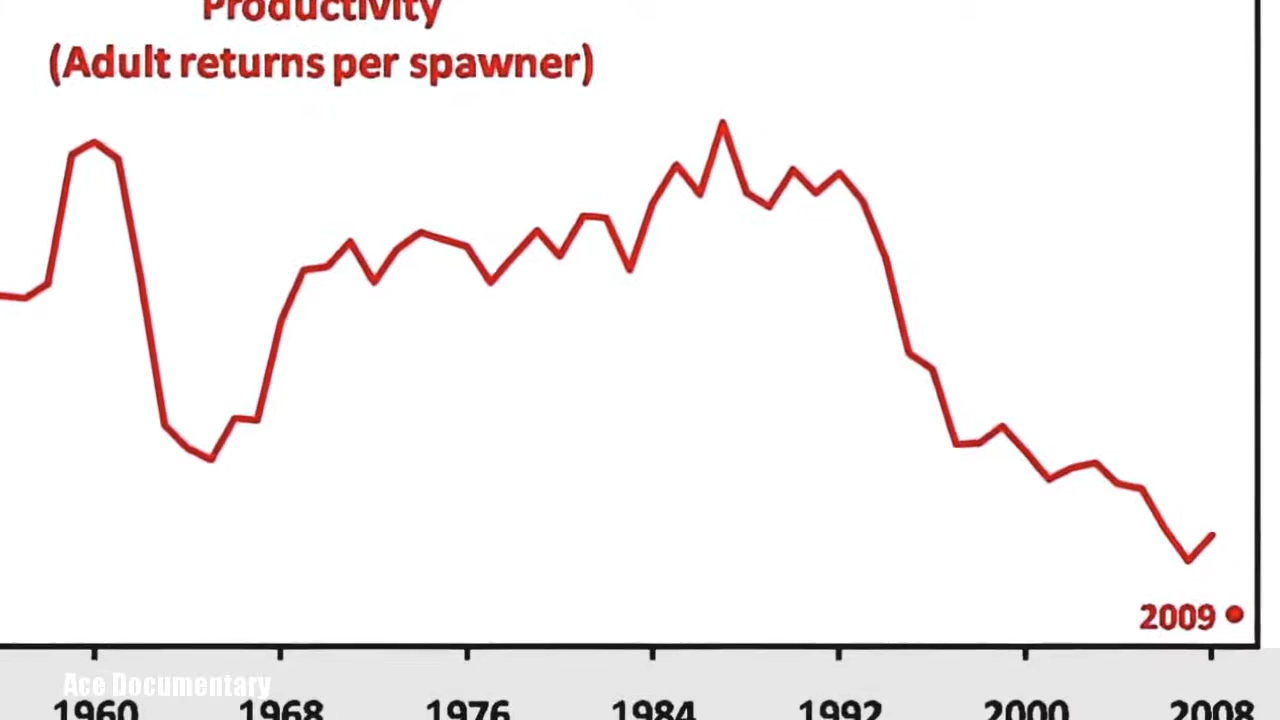 Productivity
(Adult returns per spawner)
2009
Ace Documentary
1960 1968 1976 1984 1992 2000 2008